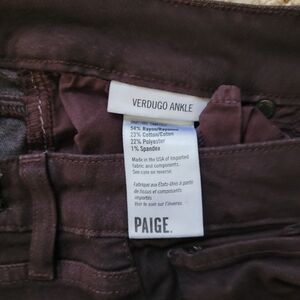 VERDUGO ANKLE
54% Rayon/Rayonne
23% Cotton/Coton
22% Polyester
1% Spandex
Made in the USA of imported
fabric and components.
See care on reverse.
Fabriqué aux États-Unis à partir
de tissus et composants
importés.
Voir le soin sur l'inverse.
PAIGE.